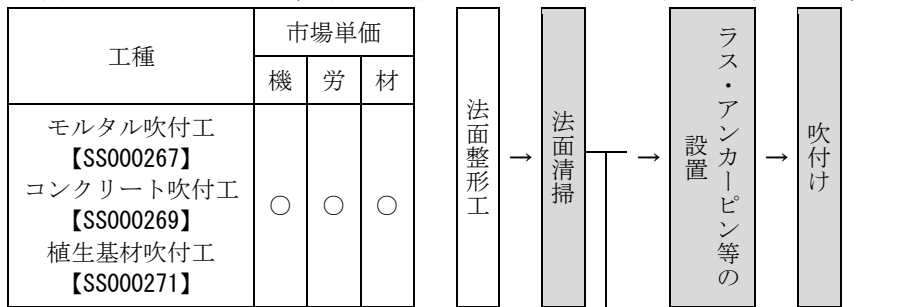 工種
市場単価
機 労 材
モルタル吹付工
【SS000267】
コンクリート吹付工
【SS000269】
植生基材吹付工
【SS000271】
○ ○ ○
法面整形工
→
法面清掃
→
ラス・アンカーピン等の
設置
→
吹付け